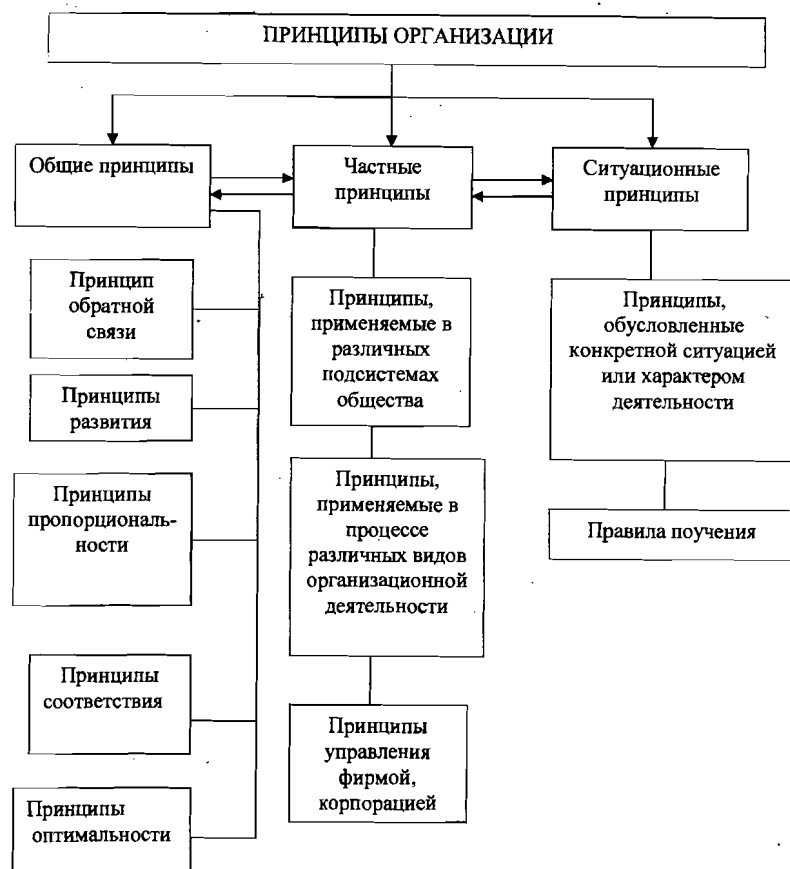 ПРИНЦИПЫ ОРГАНИЗАЦИИ
Общие принципы
Частные
принципы
Ситуационные
принципы
Принцип
обратной
связи
Принципы
развития
Принципы
пропорциональ-
ности
Принципы
соответствия
Принципы
оптимальности
Принципы,
применяемые в
различных
подсистемах
общества
Принципы,
применяемые в
процессе
различных видов
организационной
деятельности
Принципы
управления
фирмой,
корпорацией
Принципы,
обусловленные
конкретной ситуацией
или характером
деятельности
Правила поучения